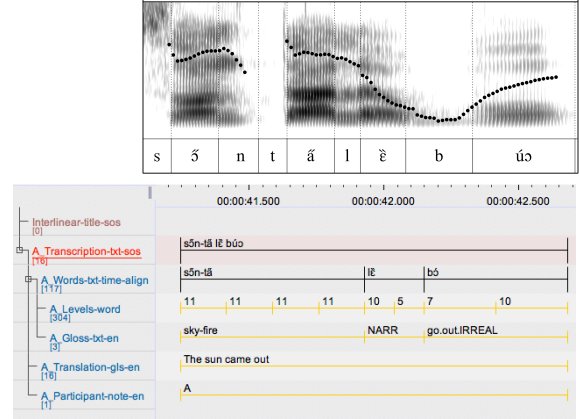 s ɔ̃́ n t ã́ l ɛ̃̀ b úɔ
00:00:41.500 00:00:42.000 00:00:42.500
Interlinear-title-sos
[0]
A_Transcription-txt-sos sɔ̃n-tã lɛ̃ búɔ
[16]
A_Words-txt-time-align sɔ̃n-tã lɛ̃ bó
[117]
A_Levels-word 11 11 11 11 10 5 7 10
[304]
A_Gloss-txt-en sky-fire NARR go.out.IRREAL
[3]
A_Translation-gls-en The sun came out
[16]
A_Participant-note-en A
[1]